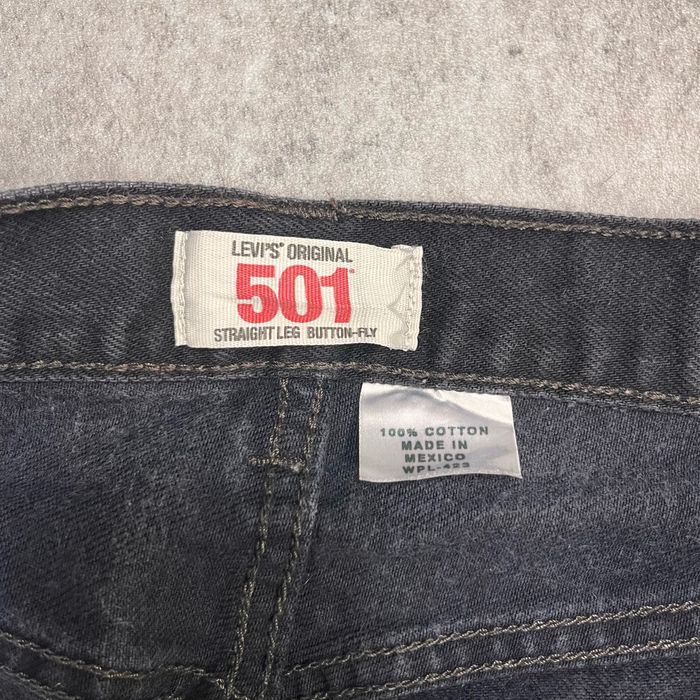 LEVI'S® ORIGINAL
501®
STRAIGHT LEG BUTTON-FLY
100% COTTON
MADE IN
MEXICO
WPL-423